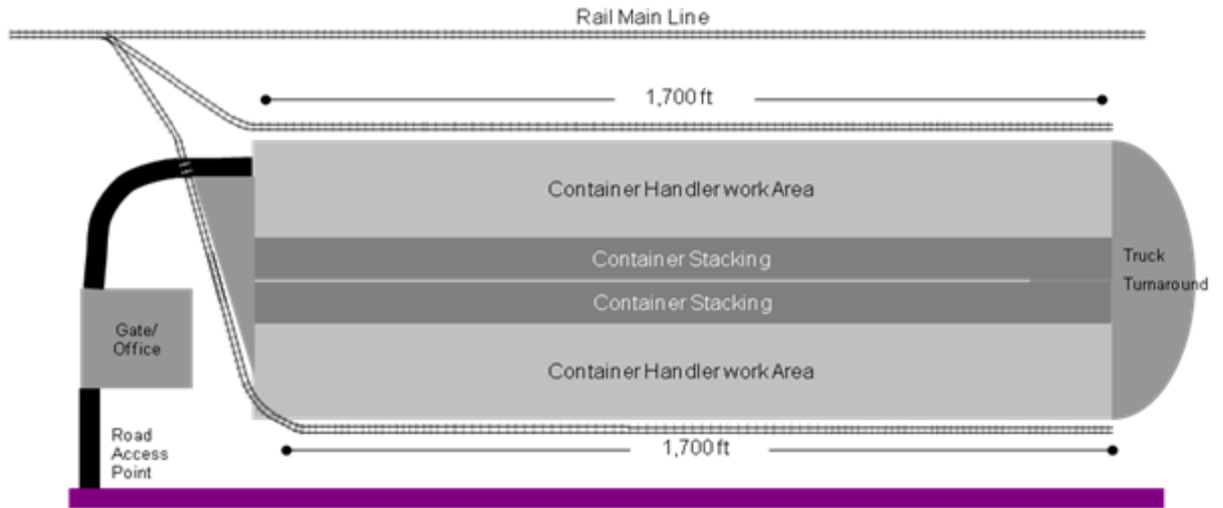 Rail Main Line
1,700 ft
Container Handler work Area
Container Stacking
Truck
Turnaround
Container Stacking
Gate/
Office
Container Handler work Area
Road
Access
Point
1,700 ft